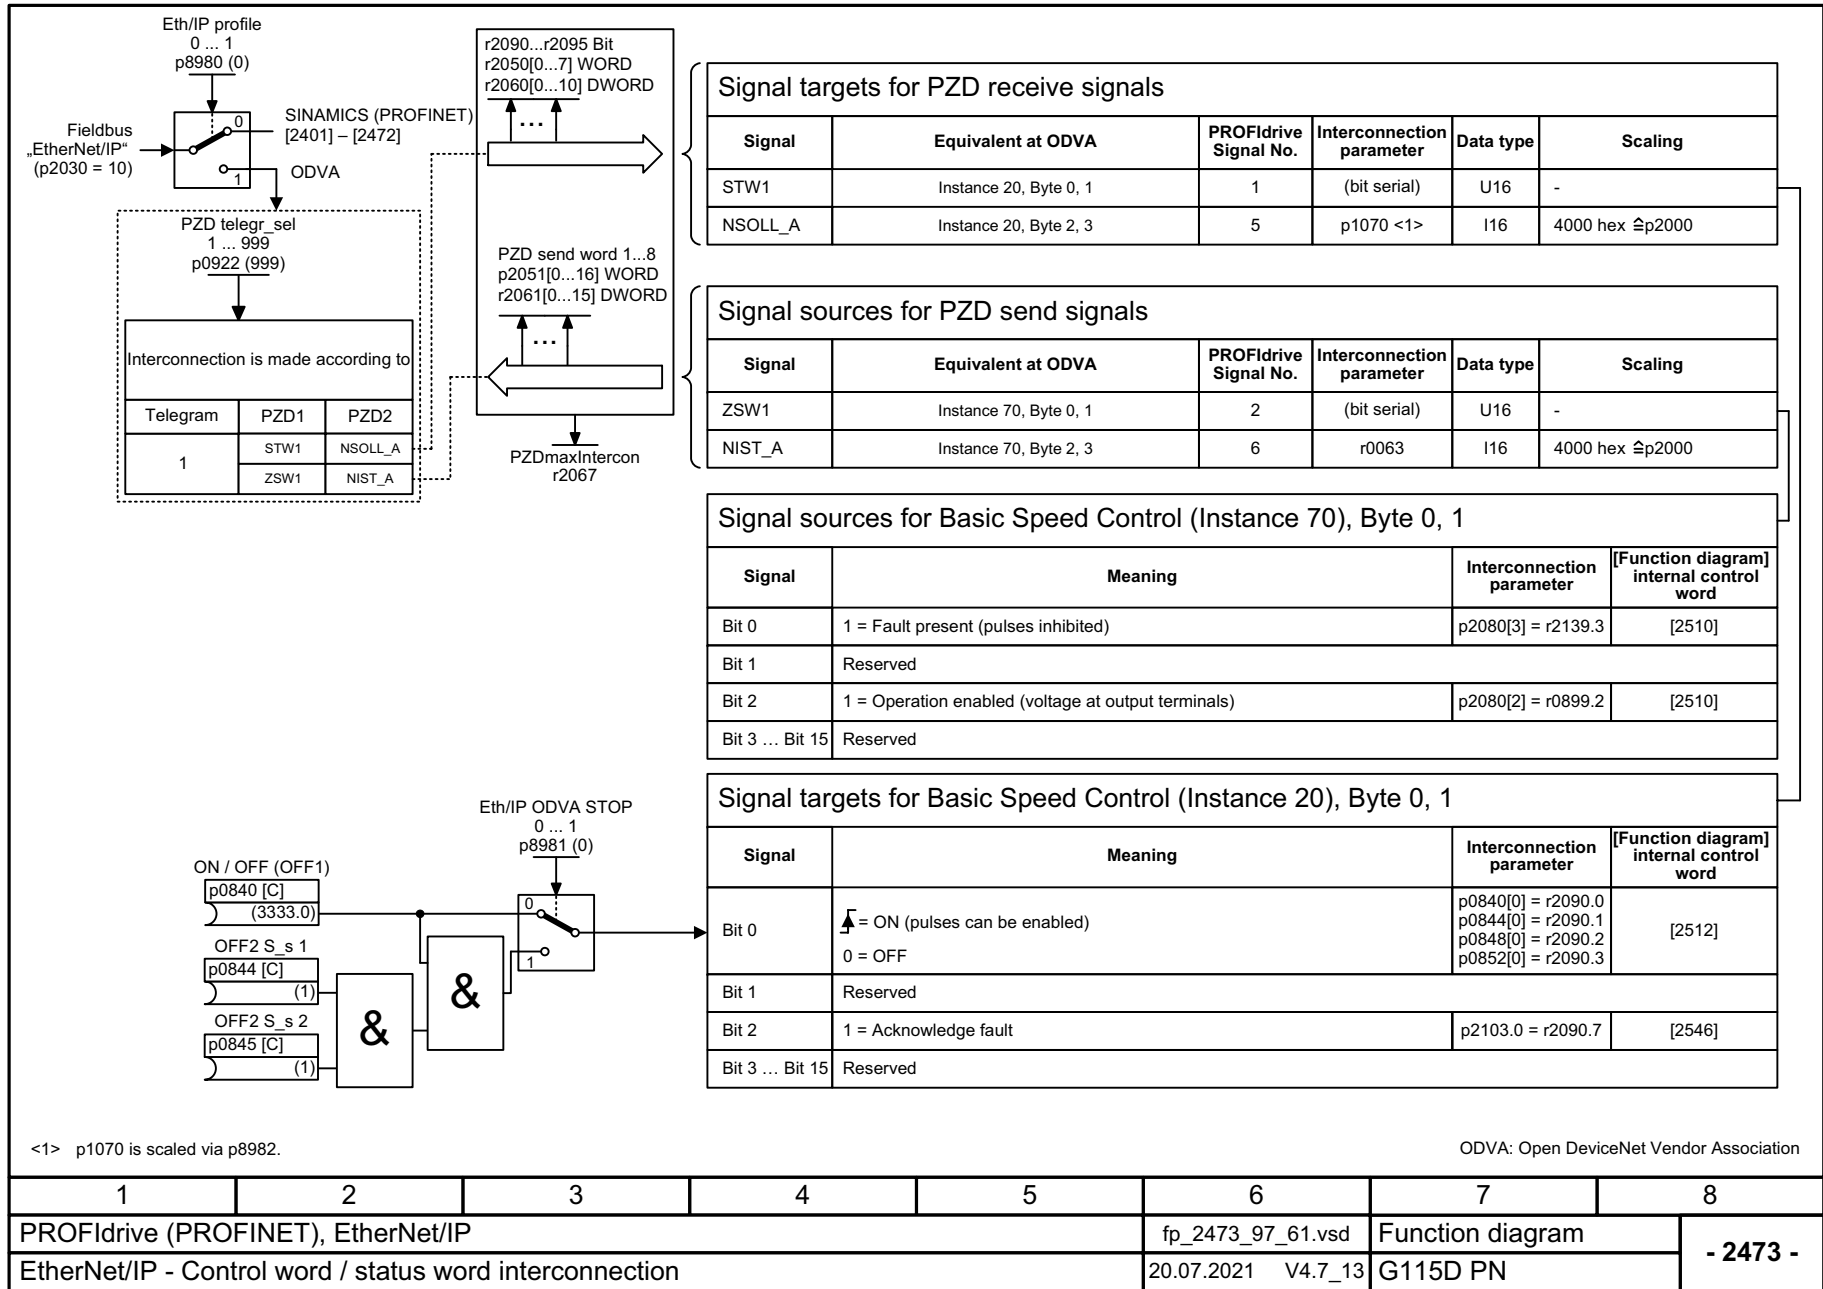 Eth/IP profile
0 ... 1
p8980 (0)
0
1
Fieldbus
„EtherNet/IP“
(p2030 = 10)
SINAMICS (PROFINET)
[2401] – [2472]
ODVA
PZD telegr_sel
1 ... 999
p0922 (999)
Interconnection is made according to
Telegram PZD1 PZD2
1 STW1 NSOLL_A
ZSW1 NIST_A
r2090...r2095 Bit
r2050[0...7] WORD
r2060[0...10] DWORD
...
PZD send word 1...8
p2051[0...16] WORD
r2061[0...15] DWORD
...
PZDmaxIntercon
r2067
Signal targets for PZD receive signals
Signal Equivalent at ODVA PROFIdrive Signal No. Interconnection parameter Data type Scaling
STW1 Instance 20, Byte 0, 1 1 (bit serial) U16 -
NSOLL_A Instance 20, Byte 2, 3 5 p1070 <1> I16 4000 hex ≙p2000
Signal sources for PZD send signals
Signal Equivalent at ODVA PROFIdrive Signal No. Interconnection parameter Data type Scaling
ZSW1 Instance 70, Byte 0, 1 2 (bit serial) U16 -
NIST_A Instance 70, Byte 2, 3 6 r0063 I16 4000 hex ≙p2000
Signal sources for Basic Speed Control (Instance 70), Byte 0, 1
Signal Meaning Interconnection parameter [Function diagram] internal control word
Bit 0 1 = Fault present (pulses inhibited) p2080[3] = r2139.3 [2510]
Bit 1 Reserved
Bit 2 1 = Operation enabled (voltage at output terminals) p2080[2] = r0899.2 [2510]
Bit 3 … Bit 15 Reserved
Signal targets for Basic Speed Control (Instance 20), Byte 0, 1
Signal Meaning Interconnection parameter [Function diagram] internal control word
Bit 0 = ON (pulses can be enabled)
0 = OFF
p0840[0] = r2090.0
p0844[0] = r2090.1
p0848[0] = r2090.2
p0852[0] = r2090.3
[2512]
Bit 1 Reserved
Bit 2 1 = Acknowledge fault p2103.0 = r2090.7 [2546]
Bit 3 … Bit 15 Reserved
Eth/IP ODVA STOP
0 ... 1
p8981 (0)
0
1
ON / OFF (OFF1)
p0840 [C]
(3333.0)
OFF2 S_s 1
p0844 [C]
(1)
OFF2 S_s 2
p0845 [C]
(1)
&
&
<1> p1070 is scaled via p8982.
ODVA: Open DeviceNet Vendor Association
1 2 3 4 5 6 7 8
PROFIdrive (PROFINET), EtherNet/IP fp_2473_97_61.vsd Function diagram
- 2473 -
EtherNet/IP - Control word / status word interconnection 20.07.2021 V4.7_13 G115D PN